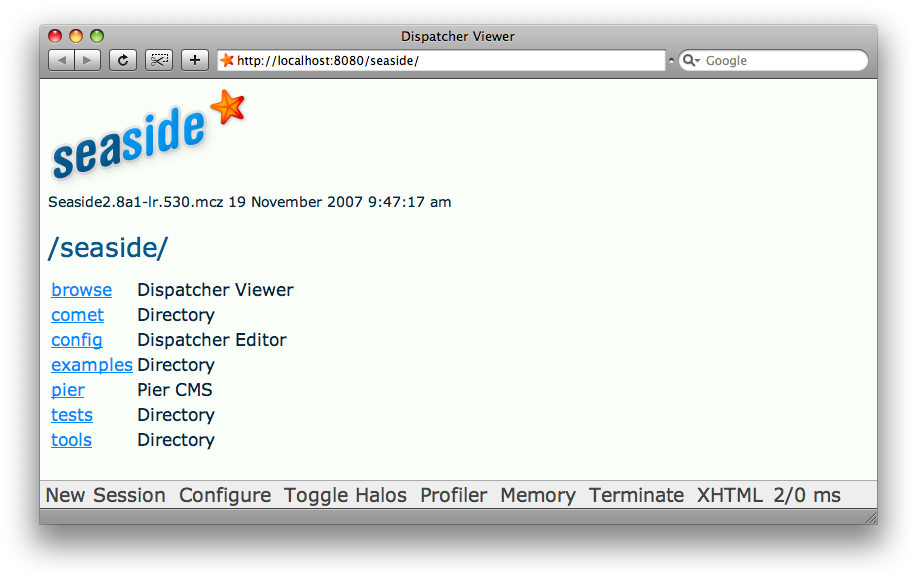 Dispatcher Viewer
http://localhost:8080/seaside/
Google
seaside
Seaside2.8a1-lr.530.mcz 19 November 2007 9:47:17 am
/seaside/
browse Dispatcher Viewer
comet Directory
config Dispatcher Editor
examples Directory
pier Pier CMS
tests Directory
tools Directory
New Session Configure Toggle Halos Profiler Memory Terminate XHTML 2/0 ms